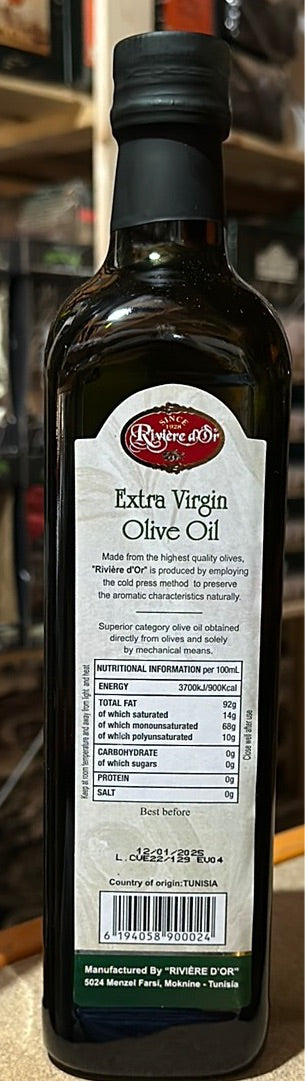 SINCE
1928
Rivière d'Or
Extra Virgin
Olive Oil
Made from the highest quality olives,
"Rivière d'Or" is produced by employing
the cold press method to preserve
the aromatic characteristics naturally.
Superior category olive oil obtained
directly from olives and solely
by mechanical means.
NUTRITIONAL INFORMATION per 100mL
ENERGY 3700kJ/900Kcal
TOTAL FAT 92g
of which saturated 14g
of which monounsaturated 68g
of which polyunsaturated 10g
CARBOHYDRATE 0g
of which sugars 0g
PROTEIN 0g
SALT 0g
Keep at room temperature and away from light, and heat
Close well after use
Best before
12/01/2025
L.CUE22/129 EU04
Country of origin:TUNISIA
6 194058 900024
Manufactured By "RIVIÈRE D'OR"
5024 Menzel Farsi, Moknine - Tunisia